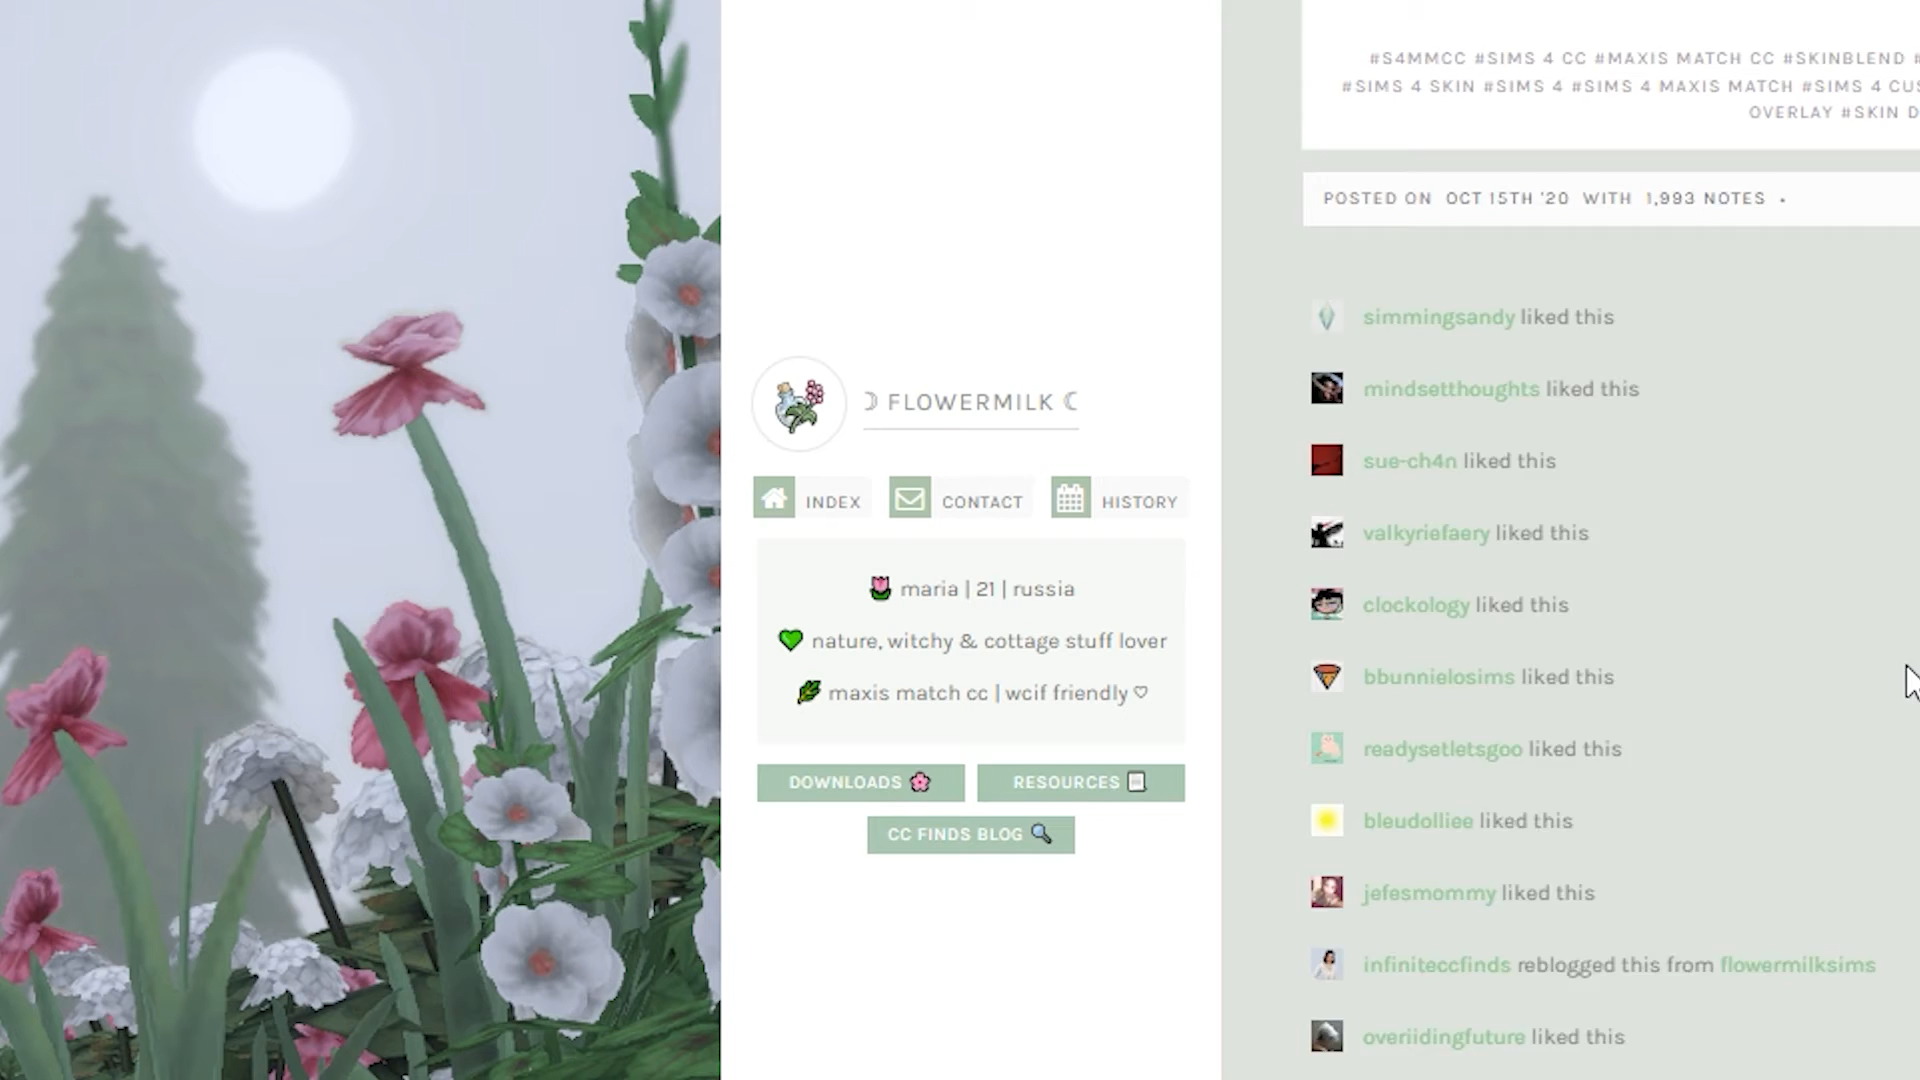 ☽ FLOWERMILK ☾
INDEX
CONTACT
HISTORY
maria | 21 | russia
nature, witchy & cottage stuff lover
maxis match cc | wcif friendly ♡
DOWNLOADS
RESOURCES
CC FINDS BLOG
#S4MMCC #SIMS 4 CC #MAXIS MATCH CC #SKINBLEND #
#SIMS 4 SKIN #SIMS 4 #SIMS 4 MAXIS MATCH #SIMS 4 CUS
OVERLAY #SKIN D
POSTED ON OCT 15TH '20 WITH 1,993 NOTES •
simmingsandy liked this
mindsetthoughts liked this
sue-ch4n liked this
valkyriefaery liked this
clockology liked this
bbunnielosims liked this
readysetletsgoo liked this
bleudolliee liked this
jefesmommy liked this
infiniteccfinds reblogged this from flowermilksims
overiidingfuture liked this